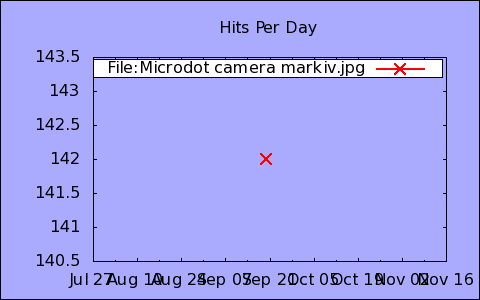 Hits Per Day
143.5
File:Microdot camera markiv.jpg
143
142.5
142
141.5
141
140.5
Jul 27 Aug 10 Aug 24 Sep 07 Sep 21 Oct 05 Oct 19 Nov 02 Nov 16